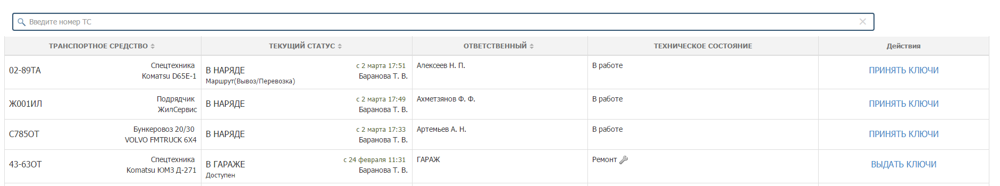 Введите номер ТС
ТРАНСПОРТНОЕ СРЕДСТВО ТЕКУЩИЙ СТАТУС ОТВЕТСТВЕННЫЙ ТЕХНИЧЕСКОЕ СОСТОЯНИЕ Действия
02-89ТА
Спецтехника
Коматsu D65E-1
В НАРЯДЕ
Маршрут(Вывоз/Перевозка)
с 2 марта 17:51
Баранова Т. В.
Алексеев Н. П.
В работе
ПРИНЯТЬ КЛЮЧИ
Ж001ИЛ
Подрядчик
ЖилСервис
В НАРЯДЕ
с 2 марта 17:49
Баранова Т. В.
Ахметзянов Ф. Ф.
В работе
ПРИНЯТЬ КЛЮЧИ
С785ОТ
Бункеровоз 20/30
VOLVO FMTRUCK 6X4
В НАРЯДЕ
с 2 марта 17:33
Баранова Т. В.
Артемьев А. Н.
В работе
ПРИНЯТЬ КЛЮЧИ
43-63ОТ
Спецтехника
Komatsu ЮМЗ Д-271
В ГАРАЖЕ
Доступен
с 24 февраля 11:31
Баранова Т. В.
ГАРАЖ
Ремонт
ВЫДАТЬ КЛЮЧИ